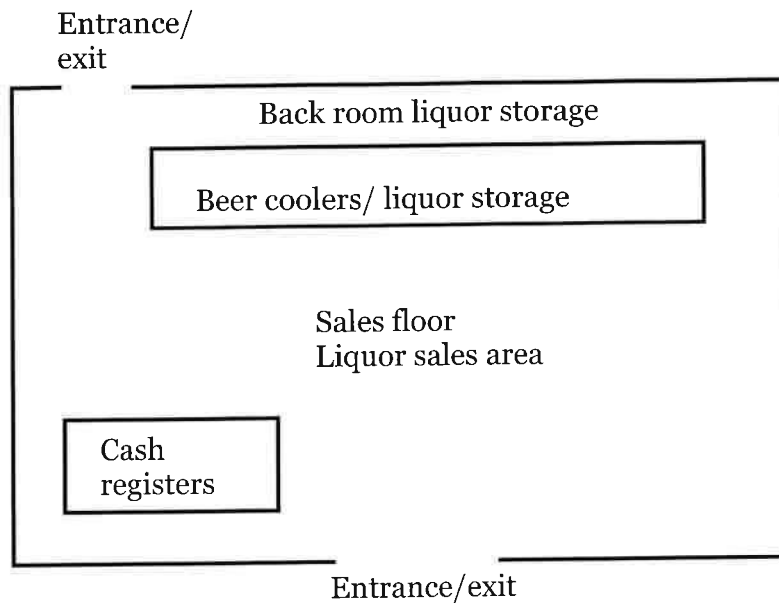 Entrance/
exit
Back room liquor storage
Beer coolers/ liquor storage
Sales floor
Liquor sales area
Cash
registers
Entrance/exit